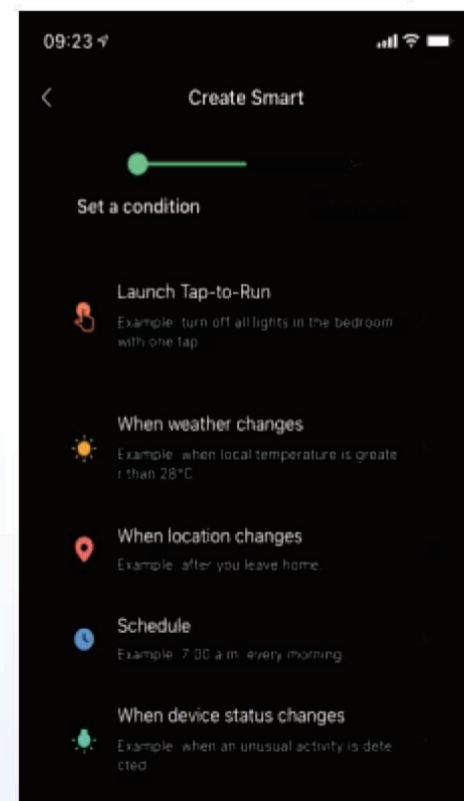 09:23
Create Smart
Set a condition
Launch Tap-to-Run
Example: turn off all lights in the bedroom
with one tap
When weather changes
Example: when local temperature is greate
r than 28°C
When location changes
Example: after you leave home
Schedule
Example: 7:00 a.m. every morning
When device status changes
Example: when an unusual activity is dete
cted